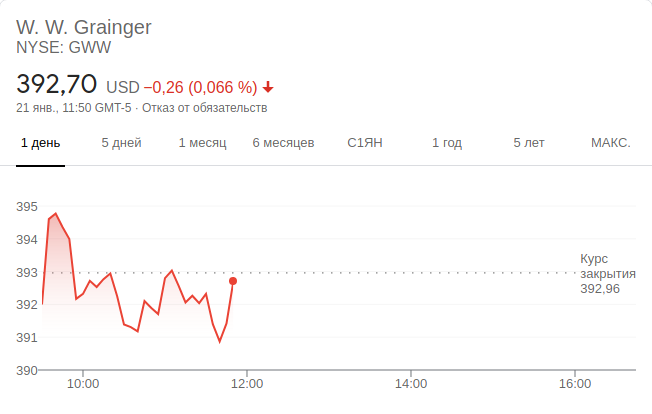 W. W. Grainger
NYSE: GWW
392,70 USD −0,26 (0,066 %)
21 янв., 11:50 GMT-5 · Отказ от обязательств
1 день 5 дней 1 месяц 6 месяцев С1ЯН 1 год 5 лет МАКС.
395
394
Курс
393 закрытия
392,96
392
391
390
10:00 12:00 14:00 16:00